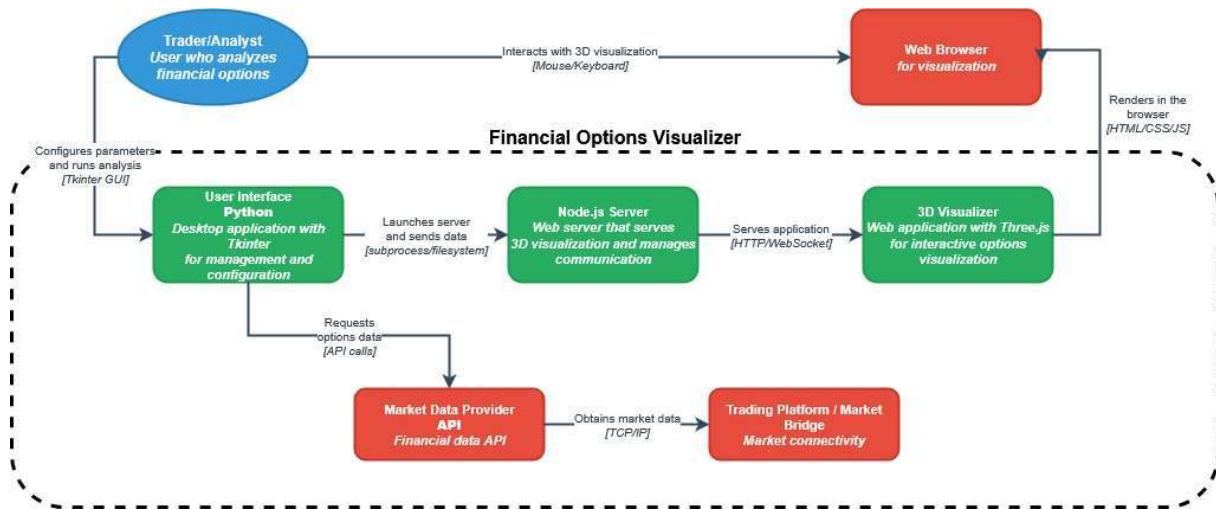 Trader/Analyst
User who analyzes
financial options
Interacts with 3D visualization
[Mouse/Keyboard]
Web Browser
for visualization
Renders in the
browser
[HTML/CSS/JS]
Financial Options Visualizer
Configures parameters
and runs analysis
[Tkinter GUI]
User Interface
Python
Desktop application with
Tkinter
for management and
configuration
Launches server
and sends data
[subprocess/filesystem]
Node.js Server
Web server that serves
3D visualization and manages
communication
Serves application
[HTTP/WebSocket]
3D Visualizer
Web application with Three.js
for interactive options
visualization
Requests
options data
[API calls]
Market Data Provider
API
Financial data API
Obtains market data
[TCP/IP]
Trading Platform / Market
Bridge
Market connectivity